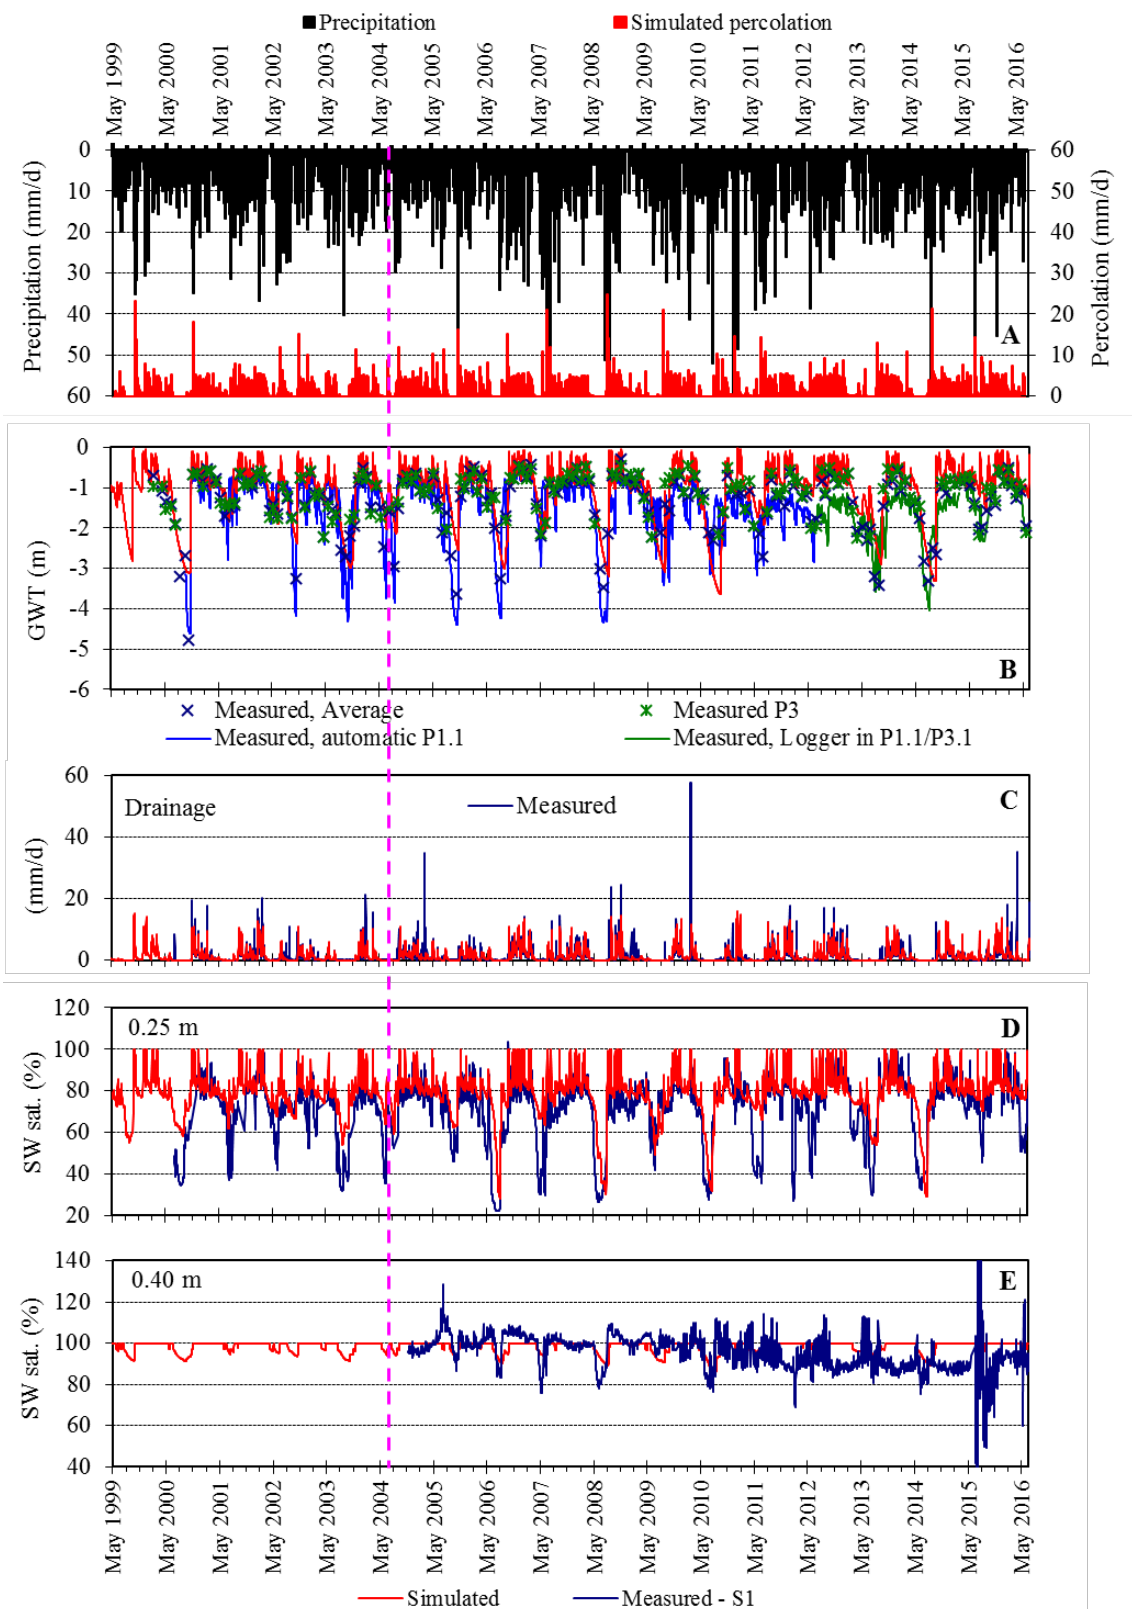 Precipitation Simulated percolation
May 1999 May 2000 May 2001 May 2002 May 2003 May 2004 May 2005 May 2006 May 2007 May 2008 May 2009 May 2010 May 2011 May 2012 May 2013 May 2014 May 2015 May 2016
Precipitation (mm/d)
0 10 20 30 40 50 60
A
60 50 40 30 20 10 0
Percolation (mm/d)
GWT (m)
0 -1 -2 -3 -4 -5 -6
B
Measured, Average Measured P3
Measured, automatic P1.1 Measured, Logger in P1.1/P3.1
(mm/d)
60 40 20 0
Drainage Measured C
SW sat. (%)
120 100 80 60 40 20
0.25 m D
SW sat. (%)
140 120 100 80 60 40
0.40 m E
May 1999 May 2000 May 2001 May 2002 May 2003 May 2004 May 2005 May 2006 May 2007 May 2008 May 2009 May 2010 May 2011 May 2012 May 2013 May 2014 May 2015 May 2016
Simulated Measured - S1